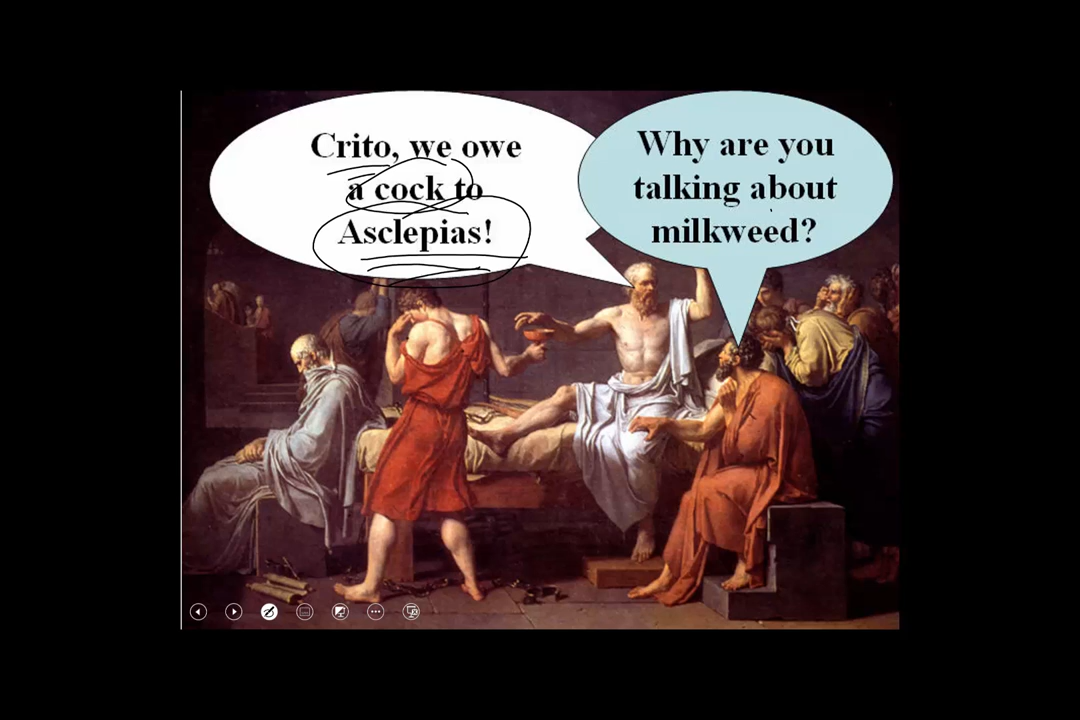 Crito, we owe
a cock to
Asclepias!
Why are you
talking about
milkweed?